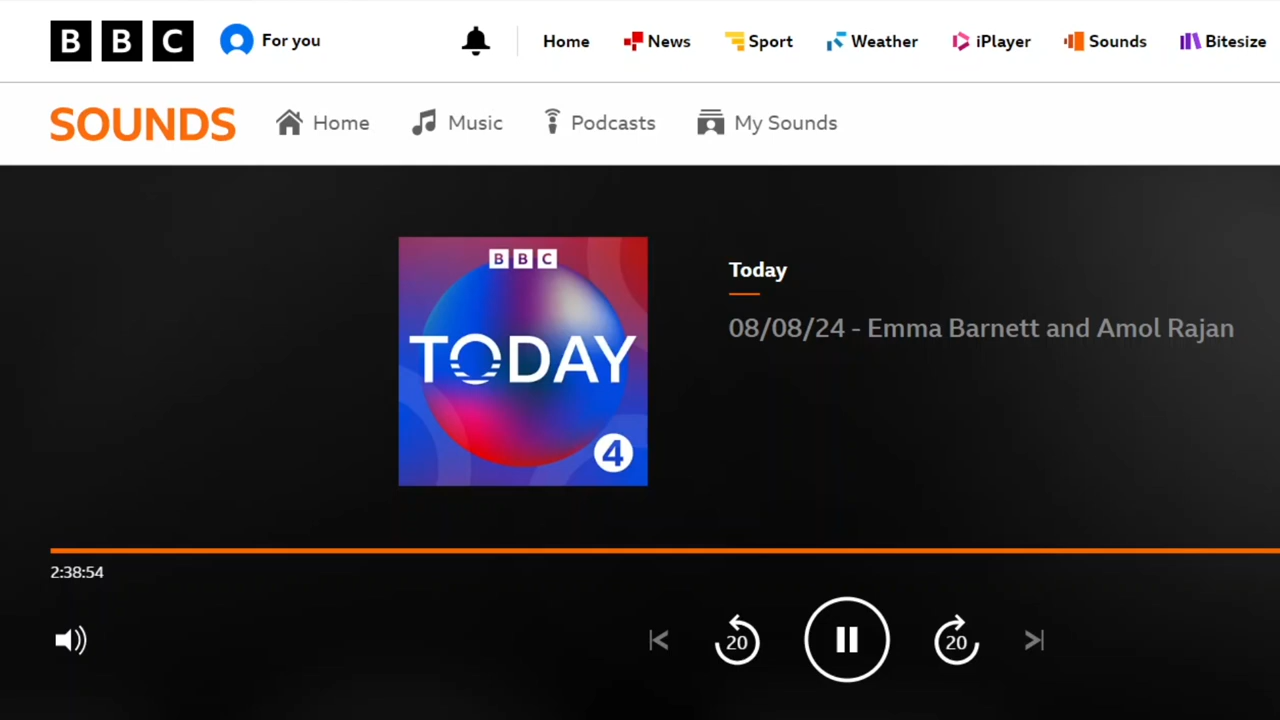 BBC For you Home News Sport Weather iPlayer Sounds Bitesize
SOUNDS Home Music Podcasts My Sounds
BBC
TODAY
4
Today
08/08/24 - Emma Barnett and Amol Rajan
2:38:54
20 20